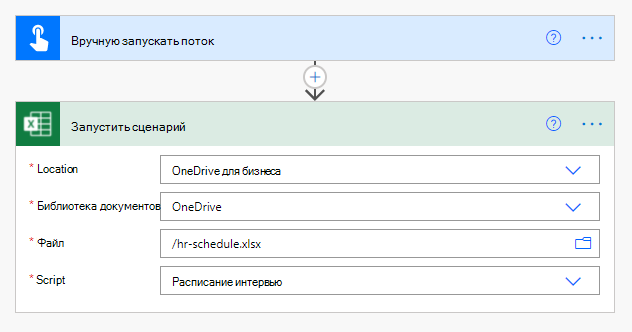 Вручную запускать поток
Запустить сценарий
* Location OneDrive для бизнеса
* Библиотека документов OneDrive
* Файл /hr-schedule.xlsx
* Script Расписание интервью